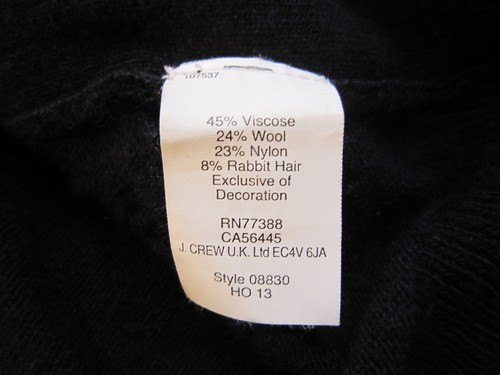 107537
45% Viscose
24% Wool
23% Nylon
8% Rabbit Hair
Exclusive of
Decoration
RN77388
CA56445
J. CREW U.K. Ltd EC4V 6JA
Style 08830
HO 13